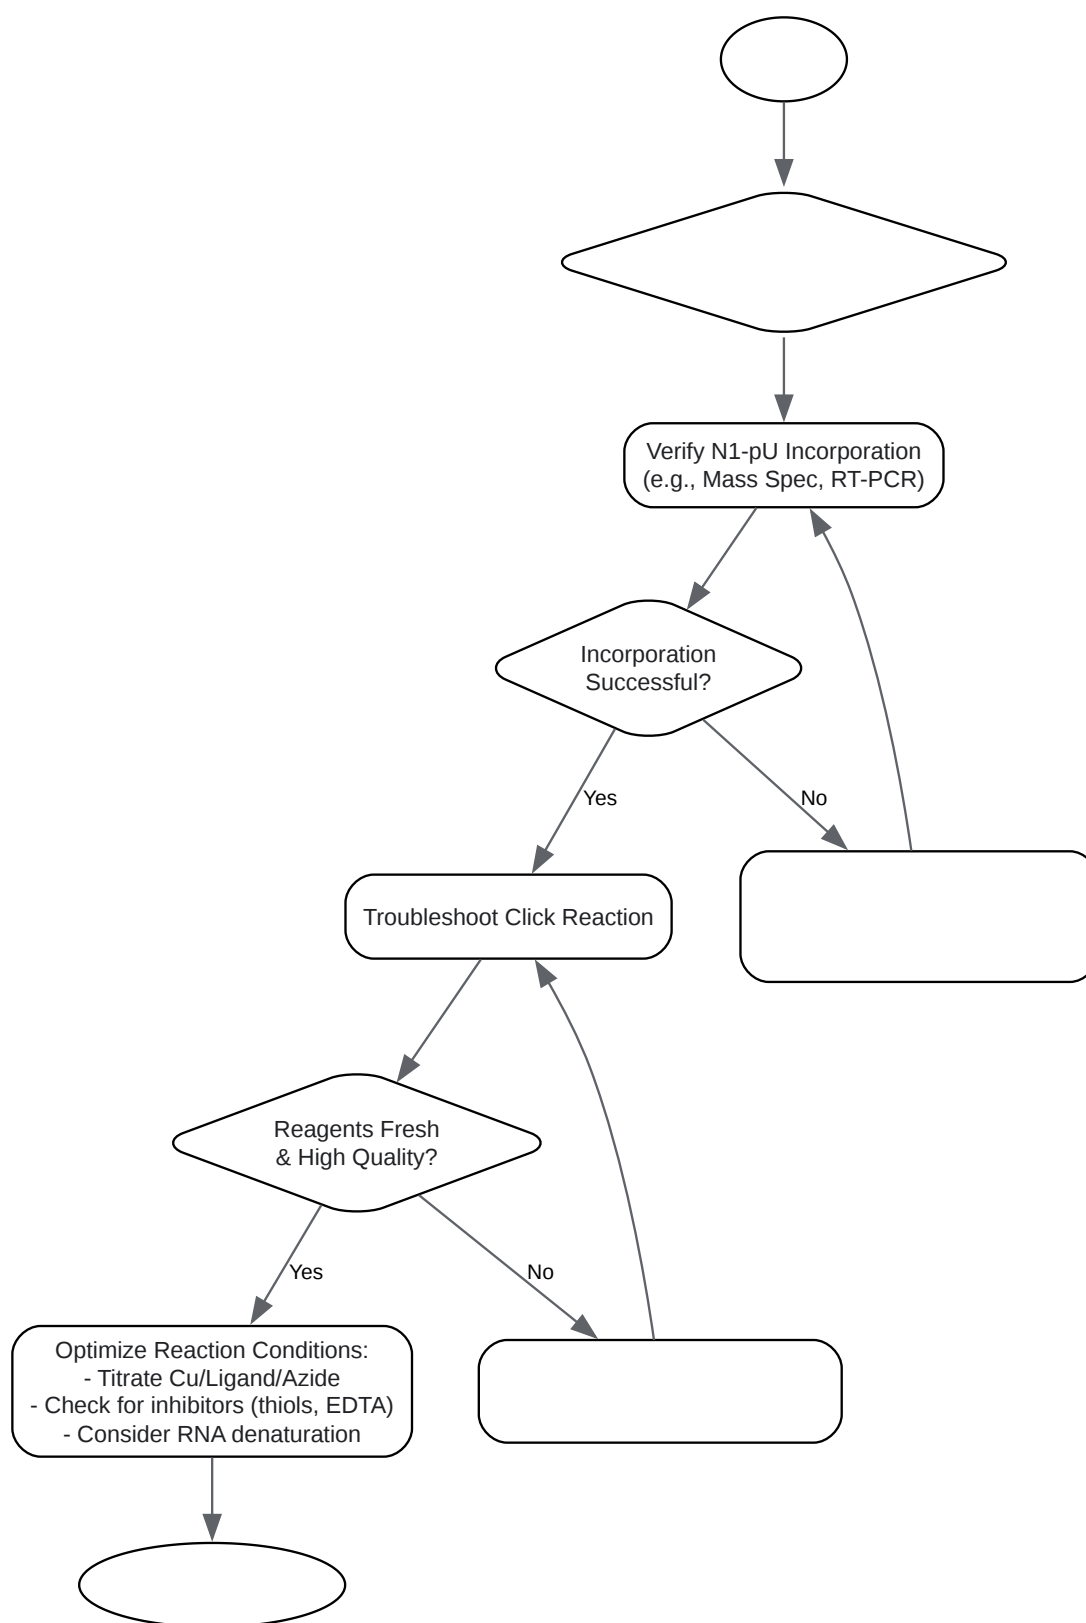 Verify N1-pU Incorporation
(e.g., Mass Spec, RT-PCR)
Incorporation
Successful?
Yes
No
Troubleshoot Click Reaction
Reagents Fresh
& High Quality?
Yes
No
Optimize Reaction Conditions:
- Titrate Cu/Ligand/Azide
- Check for inhibitors (thiols, EDTA)
- Consider RNA denaturation